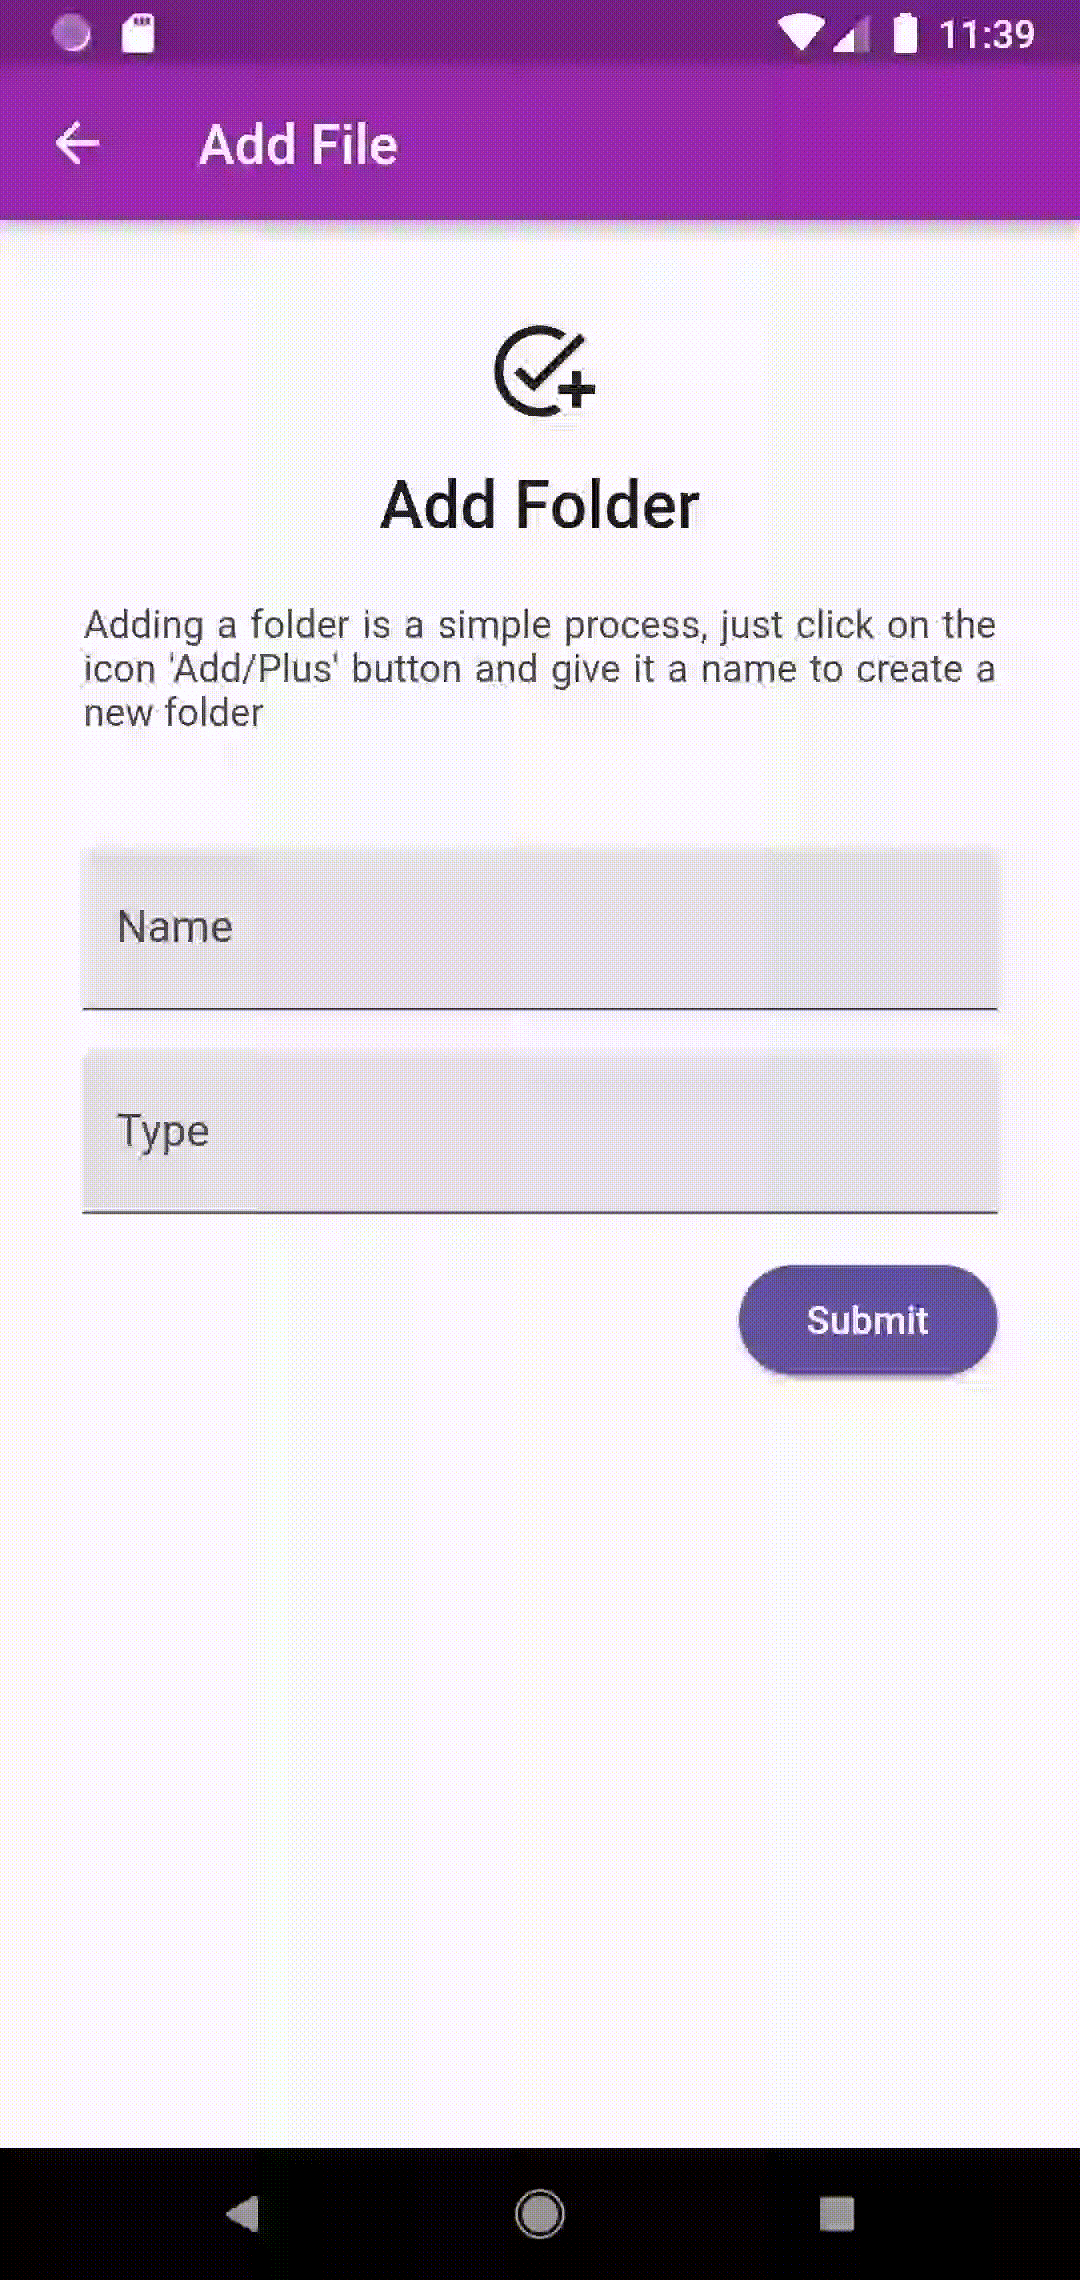 11:39
Add File
Add Folder
Adding a folder is a simple process, just click on the
icon 'Add/Plus' button and give it a name to create a
new folder
Name
Type
Submit